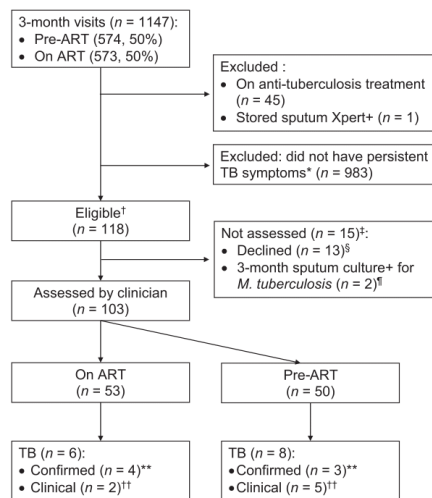 3-month visits (n = 1147):
• Pre-ART (574, 50%)
• On ART (573, 50%)
Excluded :
• On anti-tuberculosis treatment
(n = 45)
• Stored sputum Xpert+ (n = 1)
Excluded: did not have persistent
TB symptoms* (n = 983)
Eligible†
(n = 118)
Not assessed (n = 15)‡:
• Declined (n = 13)§
• 3-month sputum culture+ for
M. tuberculosis (n = 2)¶
Assessed by clinician
(n = 103)
On ART
(n = 53)
Pre-ART
(n = 50)
TB (n = 6):
• Confirmed (n = 4)**
• Clinical (n = 2)††
TB (n = 8):
•Confirmed (n = 3)**
•Clinical (n = 5)††